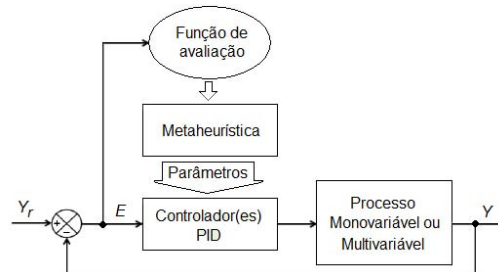 Função de
avaliação
Metaheurística
Parâmetros
Yr
+
−
E
Controlador(es)
PID
Processo
Monovariável ou
Multivariável
Y